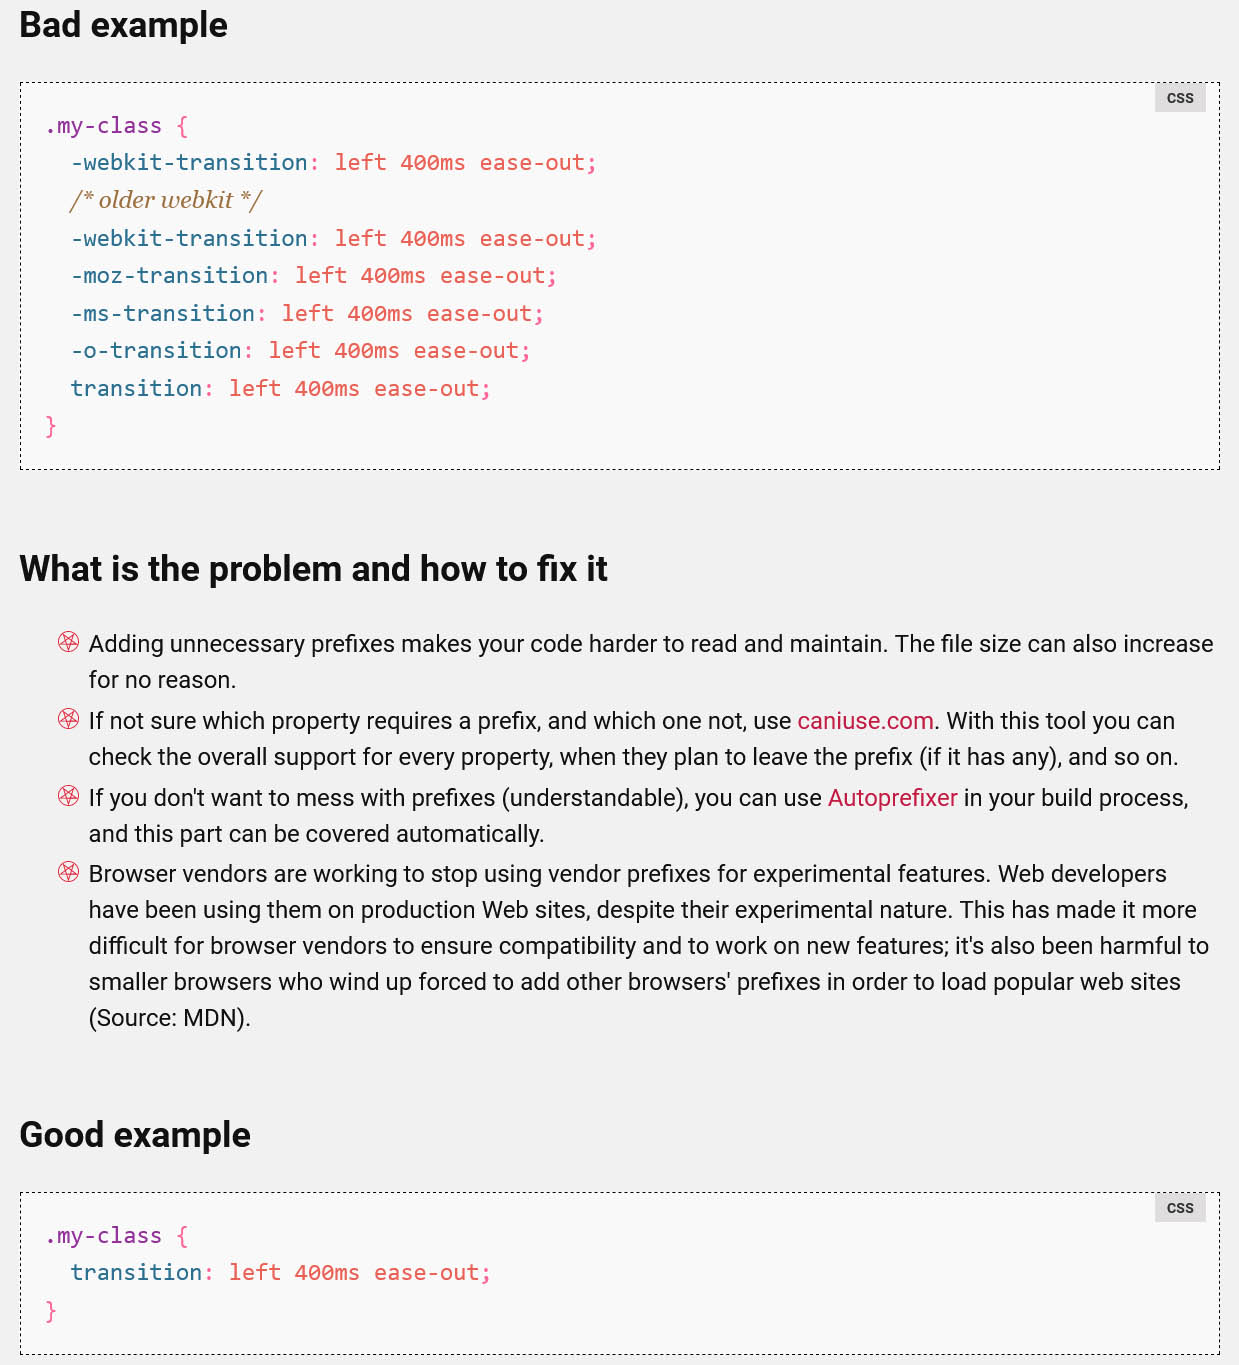 Bad example
CSS
.my-class {
  -webkit-transition: left 400ms ease-out;
  /* older webkit */
  -webkit-transition: left 400ms ease-out;
  -moz-transition: left 400ms ease-out;
  -ms-transition: left 400ms ease-out;
  -o-transition: left 400ms ease-out;
  transition: left 400ms ease-out;
}
What is the problem and how to fix it
Adding unnecessary prefixes makes your code harder to read and maintain. The file size can also increase
for no reason.
If not sure which property requires a prefix, and which one not, use caniuse.com. With this tool you can
check the overall support for every property, when they plan to leave the prefix (if it has any), and so on.
If you don't want to mess with prefixes (understandable), you can use Autoprefixer in your build process,
and this part can be covered automatically.
Browser vendors are working to stop using vendor prefixes for experimental features. Web developers
have been using them on production Web sites, despite their experimental nature. This has made it more
difficult for browser vendors to ensure compatibility and to work on new features; it's also been harmful to
smaller browsers who wind up forced to add other browsers' prefixes in order to load popular web sites
(Source: MDN).
Good example
CSS
.my-class {
  transition: left 400ms ease-out;
}